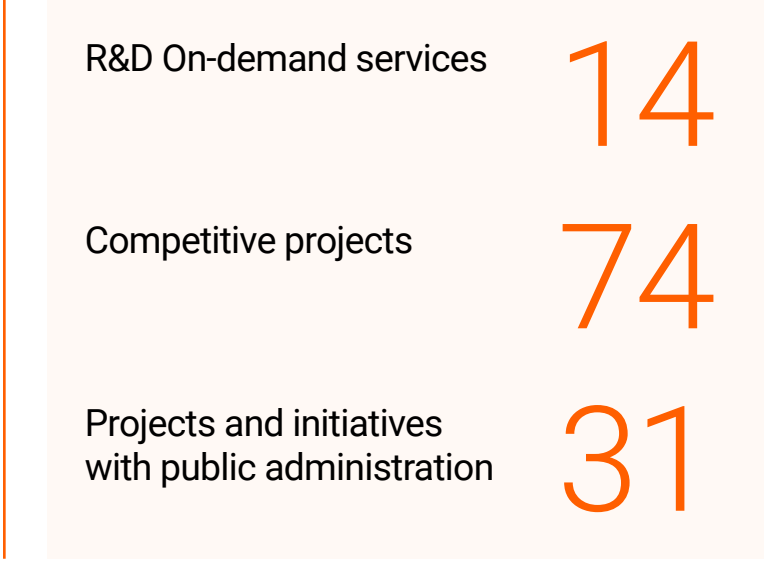 R&D On-demand services 14
Competitive projects 74
Projects and initiatives
with public administration 31